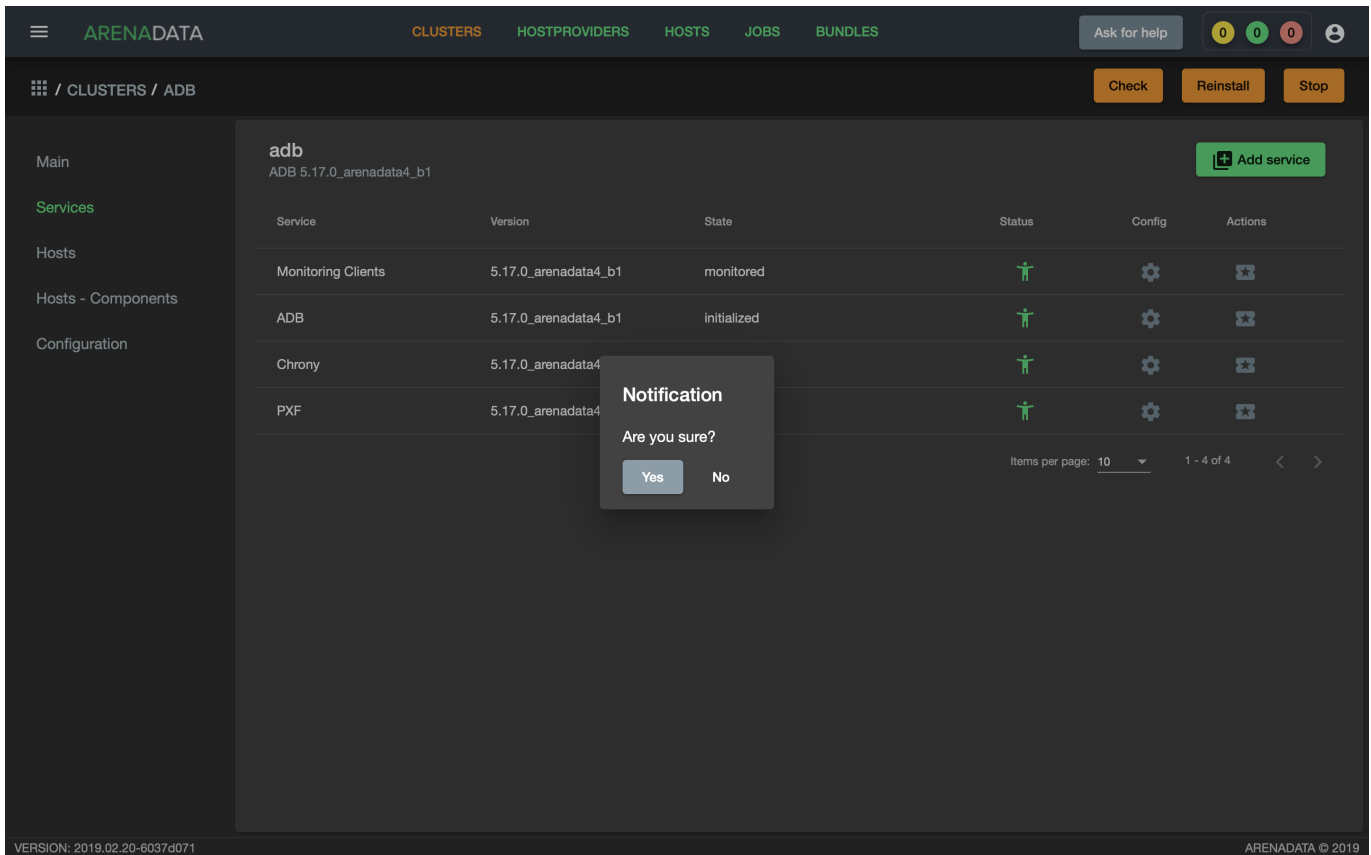 ARENADATA CLUSTERS HOSTPROVIDERS HOSTS JOBS BUNDLES Ask for help 0 0 0
/ CLUSTERS / ADB Check Reinstall Stop
Main
Services
Hosts
Hosts - Components
Configuration
adb
ADB 5.17.0_arenadata4_b1
Add service
Service Version State Status Config Actions
Monitoring Clients 5.17.0_arenadata4_b1 monitored
ADB 5.17.0_arenadata4_b1 initialized
Chrony 5.17.0_arenadata4
PXF 5.17.0_arenadata4
Notification
Are you sure?
Yes No
Items per page: 10 1 - 4 of 4
VERSION: 2019.02.20-6037d071 ARENADATA © 2019